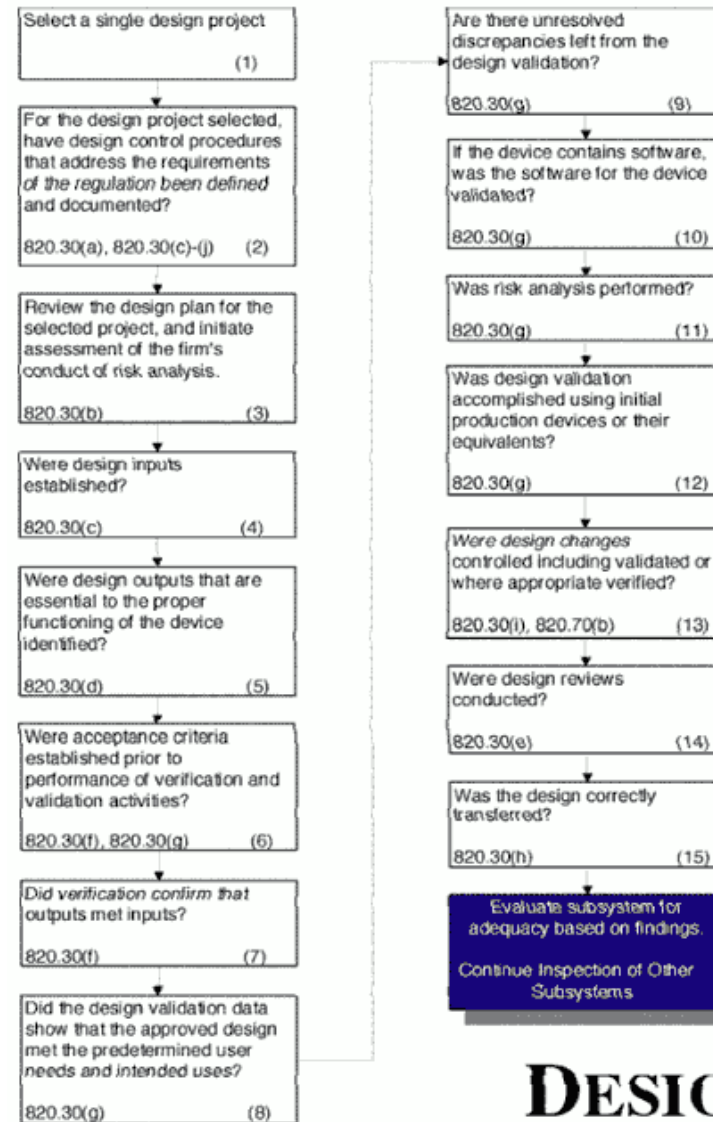 Select a single design project
(1)
For the design project selected,
have design control procedures
that address the requirements
of the regulation been defined
and documented?
820.30(a), 820.30(c)-(j) (2)
Review the design plan for the
selected project, and initiate
assessment of the firm's
conduct of risk analysis.
820.30(b) (3)
Were design inputs
established?
820.30(c) (4)
Were design outputs that are
essential to the proper
functioning of the device
identified?
820.30(d) (5)
Were acceptance criteria
established prior to
performance of verification and
validation activities?
820.30(f), 820.30(g) (6)
Did verification confirm that
outputs met inputs?
820.30(f) (7)
Did the design validation data
show that the approved design
met the predetermined user
needs and intended uses?
820.30(g) (8)
Are there unresolved
discrepancies left from the
design validation?
820.30(g) (9)
If the device contains software,
was the software for the device
validated?
820.30(g) (10)
Was risk analysis performed?
820.30(g) (11)
Was design validation
accomplished using initial
production devices or their
equivalents?
820.30(g) (12)
Were design changes
controlled including validated or
where appropriate verified?
820.30(i), 820.70(b) (13)
Were design reviews
conducted?
820.30(e) (14)
Was the design correctly
transferred?
820.30(h) (15)
Evaluate subsystem for
adequacy based on findings.
Continue Inspection of Other
Subsystems